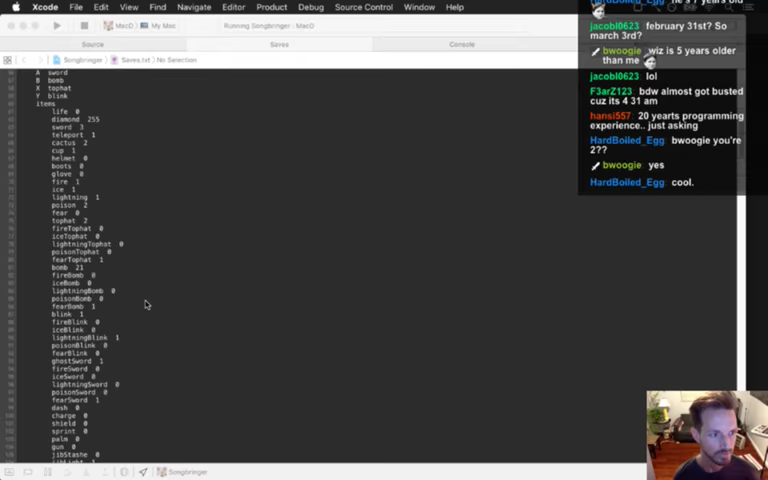 Xcode File Edit View Find Navigate Editor Product Debug Source Control Window Help
MacD My Mac Running Songbringer : MacD
Source Saves Console
Songbringer Saves.txt No Selection
A sword
B bomb
X tophat
Y blink
items
life 0
diamond 255
sword 3
teleport 1
cactus 2
cup 1
helmet 0
boots 0
glove 0
fire 1
ice 1
lightning 1
poison 2
fear 0
tophat 2
fireTophat 0
iceTophat 0
lightningTophat 0
poisonTophat 0
fearTophat 1
bomb 21
fireBomb 0
iceBomb 0
lightningBomb 0
poisonBomb 0
fearBomb 1
blink 1
fireBlink 0
iceBlink 0
lightningBlink 1
poisonBlink 0
fearBlink 0
ghostSword 1
fireSword 0
iceSword 0
lightningSword 0
poisonSword 0
fearSword 1
dash 0
charge 0
shield 0
sprint 0
palm 0
gun 0
jibStashe 0
Songbringer
HardBoiled_Egg: he's 7 years old
jacobl0623: february 31st? So
march 3rd?
bwoogie: wiz is 5 years older
than me
jacobl0623: lol
F3arZ123: bdw almost got busted
cuz its 4 31 am
hansi557: 20 yearts programming
experience.. just asking
HardBoiled_Egg: bwoogie you're
2??
bwoogie: yes
HardBoiled_Egg: cool.